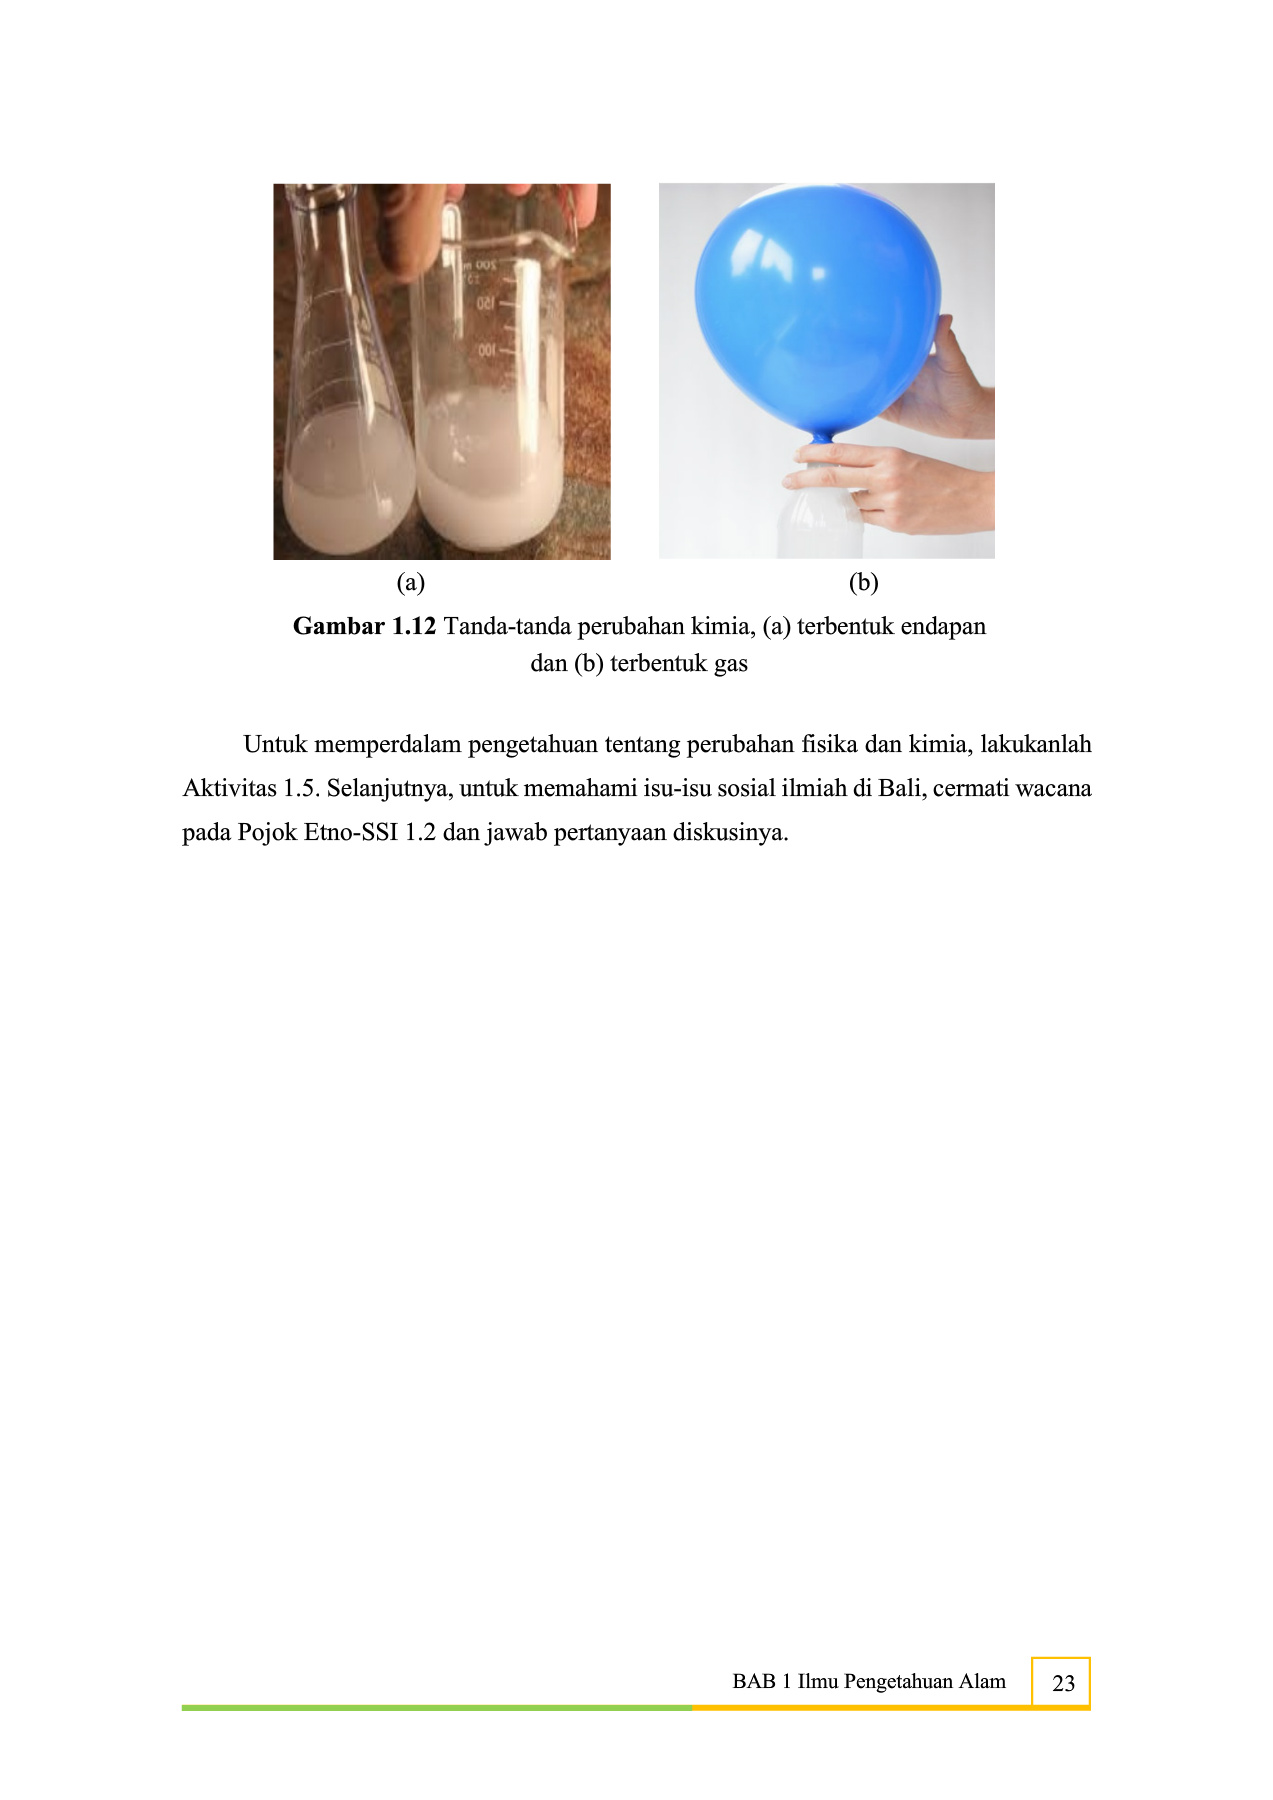 200 m
150
100
(a)
(b)
Gambar 1.12 Tanda-tanda perubahan kimia, (a) terbentuk endapan
dan (b) terbentuk gas
Untuk memperdalam pengetahuan tentang perubahan fisika dan kimia, lakukanlah
Aktivitas 1.5. Selanjutnya, untuk memahami isu-isu sosial ilmiah di Bali, cermati wacana
pada Pojok Etno-SSI 1.2 dan jawab pertanyaan diskusinya.
BAB 1 Ilmu Pengetahuan Alam
23